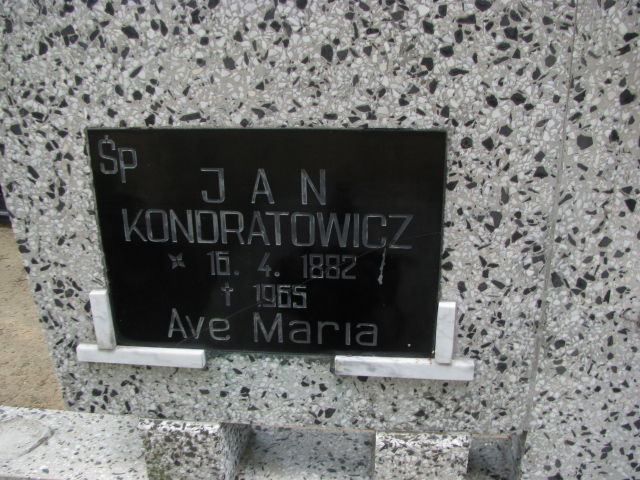 Śp
JAN
KONDRATOWICZ
* 16. 4. 1882
† 1965
Ave Maria